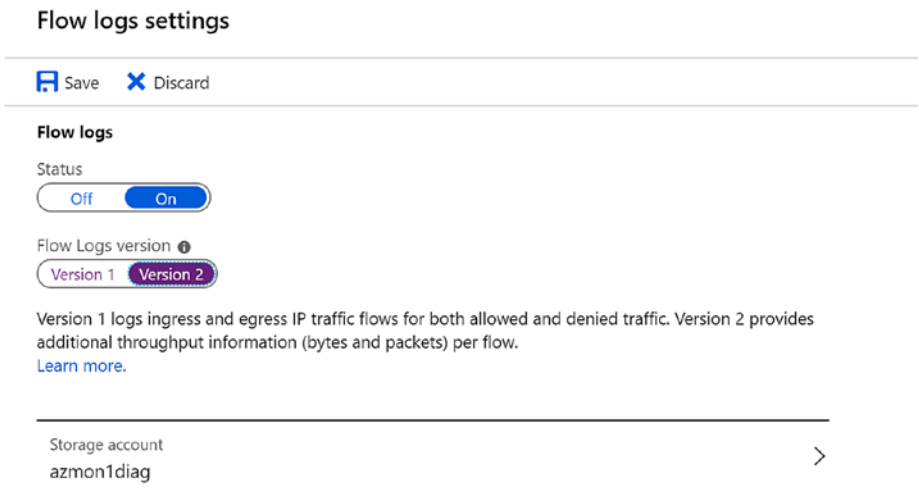 Flow logs settings
Save Discard
Flow logs
Status
Off On
Flow Logs version
Version 1 Version 2
Version 1 logs ingress and egress IP traffic flows for both allowed and denied traffic. Version 2 provides
additional throughput information (bytes and packets) per flow.
Learn more.
Storage account
azmon1diag